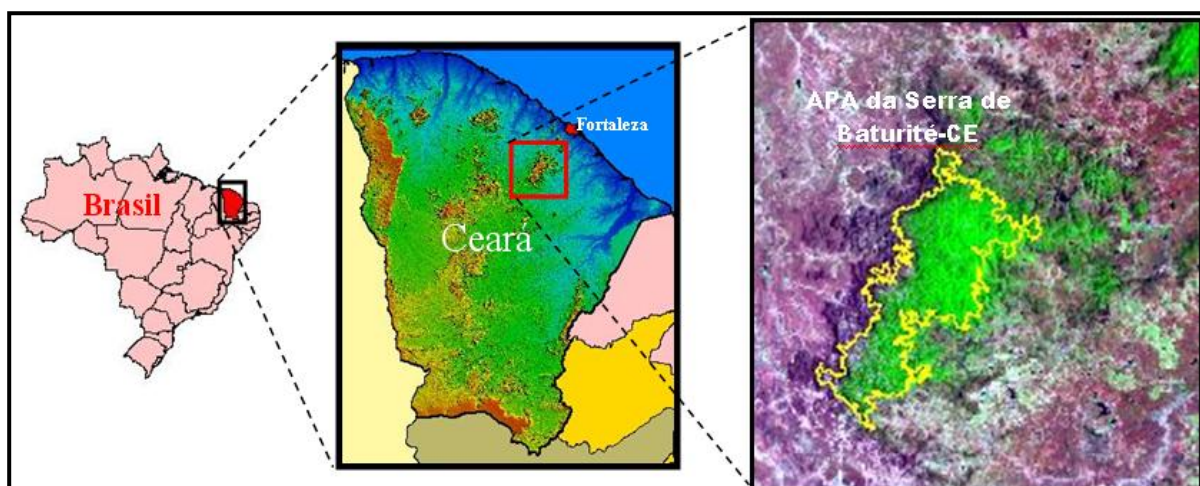 Brasil
Ceará
Fortaleza
APA da Serra de
Baturité-CE